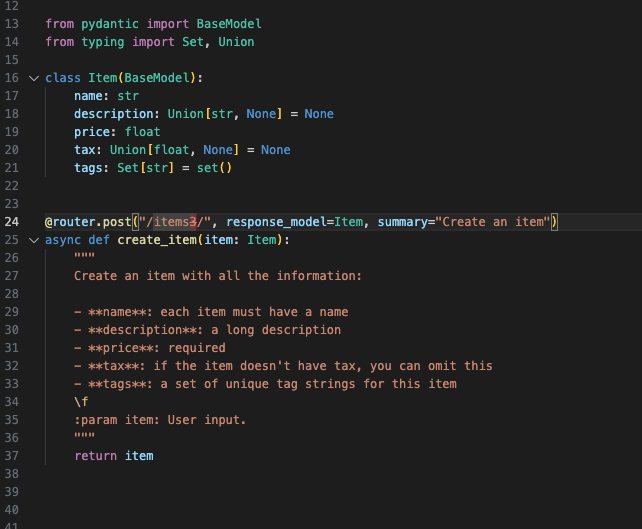 12
13 from pydantic import BaseModel
14 from typing import Set, Union
15
16 class Item(BaseModel):
17     name: str
18     description: Union[str, None] = None
19     price: float
20     tax: Union[float, None] = None
21     tags: Set[str] = set()
22
23
24 @router.post("/items3/", response_model=Item, summary="Create an item")
25 async def create_item(item: Item):
26     """
27     Create an item with all the information:
28
29     - **name**: each item must have a name
30     - **description**: a long description
31     - **price**: required
32     - **tax**: if the item doesn't have tax, you can omit this
33     - **tags**: a set of unique tag strings for this item
34     \f
35     :param item: User input.
36     """
37     return item
38
39
40
41